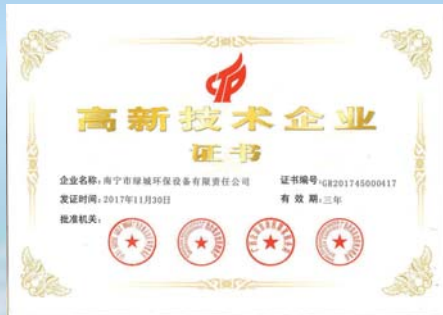 高新技术企业
证书
企业名称:南宁市绿城环保设备有限责任公司 证书编号:GR201745000417
发证时间:2017年11月30日 有 效 期:三年
批准机关: